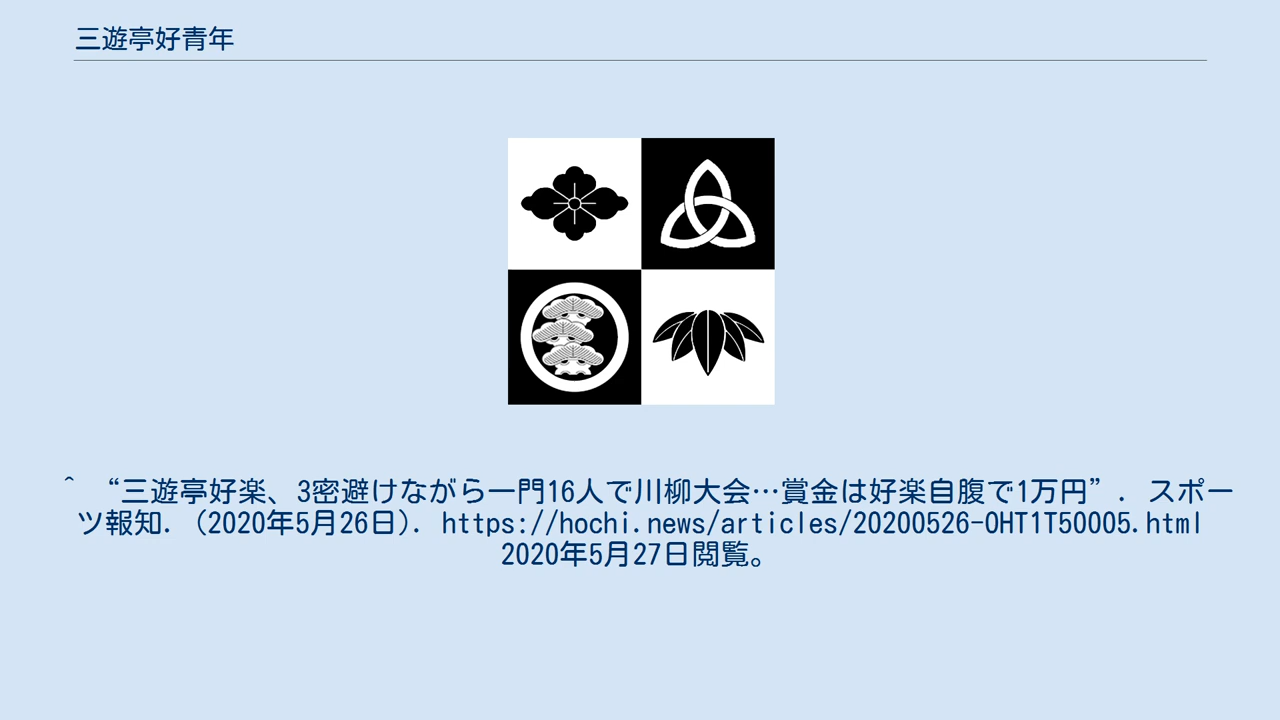 三遊亭好青年
^ “三遊亭好楽、3密避けながら一門16人で川柳大会…賞金は好楽自腹で1万円”. スポー
ツ報知. (2020年5月26日). https://hochi.news/articles/20200526-OHT1T50005.html
2020年5月27日閲覧。